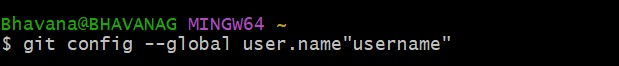 Bhavana@BHAVANAG MINGW64 ~
$ git config --global user.name"username"